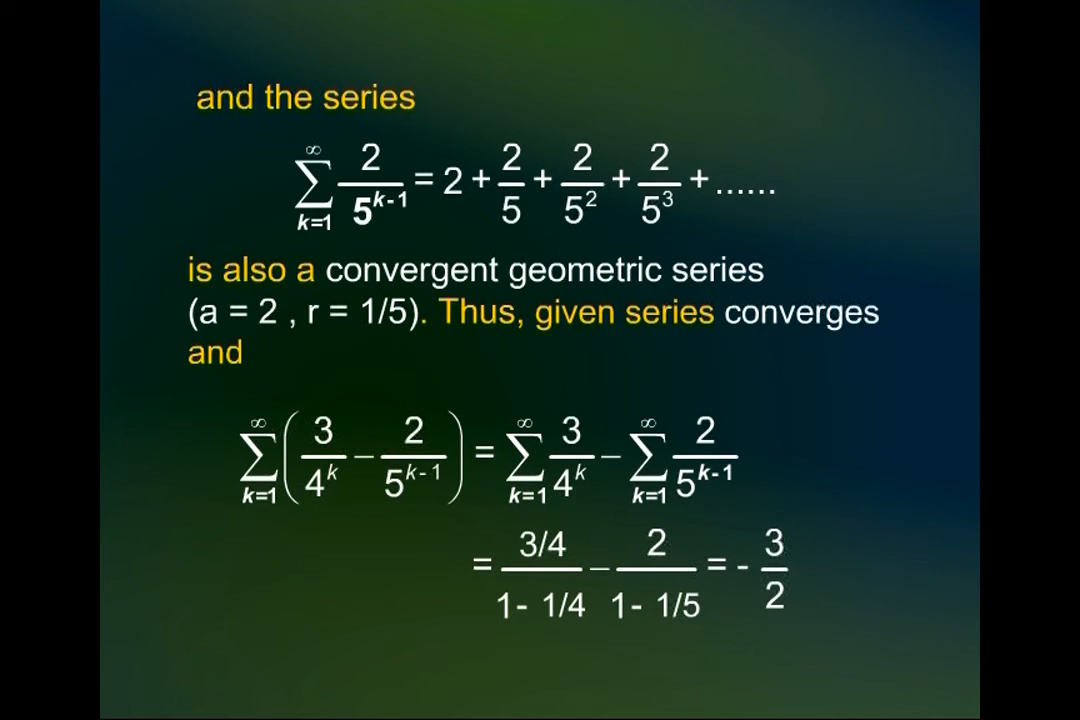 and the series
∞ ∑ k=1 2/5^(k-1) = 2 + 2/5 + 2/5^2 + 2/5^3 + ......
is also a convergent geometric series
(a = 2 , r = 1/5). Thus, given series converges
and
∞ ∑ k=1 (3/4^k − 2/5^(k-1)) = ∞ ∑ k=1 3/4^k − ∞ ∑ k=1 2/5^(k-1)
= 3/4 / 1- 1/4 − 2 / 1- 1/5 = - 3/2